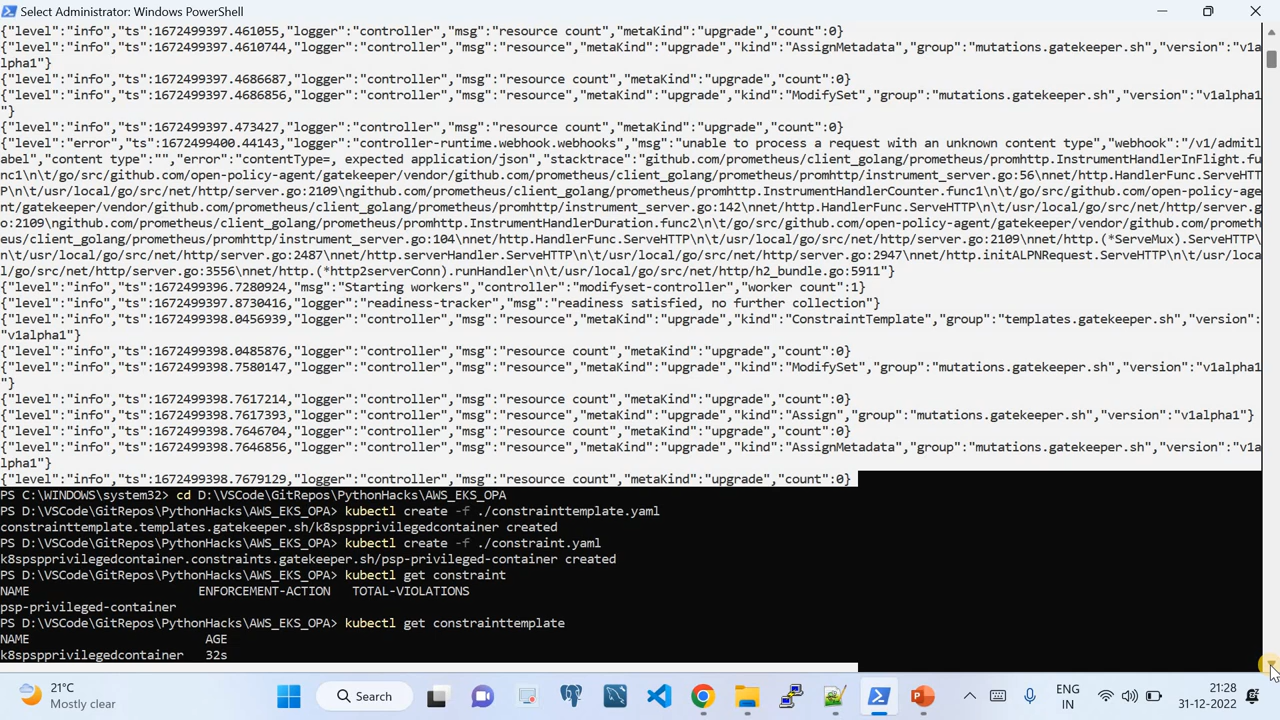 Select Administrator: Windows PowerShell
{"level":"info","ts":1672499397.461055,"logger":"controller","msg":"resource count","metaKind":"upgrade","count":0}
{"level":"info","ts":1672499397.4610744,"logger":"controller","msg":"resource","metaKind":"upgrade","kind":"AssignMetadata","group":"mutations.gatekeeper.sh","version":"v1a
lpha1"}
{"level":"info","ts":1672499397.4686687,"logger":"controller","msg":"resource count","metaKind":"upgrade","count":0}
{"level":"info","ts":1672499397.4686856,"logger":"controller","msg":"resource","metaKind":"upgrade","kind":"ModifySet","group":"mutations.gatekeeper.sh","version":"v1alpha1
"}
{"level":"info","ts":1672499397.473427,"logger":"controller","msg":"resource count","metaKind":"upgrade","count":0}
{"level":"error","ts":1672499400.44143,"logger":"controller-runtime.webhook.webhooks","msg":"unable to process a request with an unknown content type","webhook":"/v1/admitl
abel","content type":"","error":"contentType=, expected application/json","stacktrace":"github.com/prometheus/client_golang/prometheus/promhttp.InstrumentHandlerInFlight.fu
nc1\n\t/go/src/github.com/open-policy-agent/gatekeeper/vendor/github.com/prometheus/client_golang/prometheus/promhttp/instrument_server.go:56\nnet/http.HandlerFunc.ServeHTT
P\n\t/usr/local/go/src/net/http/server.go:2109\ngithub.com/prometheus/client_golang/prometheus/promhttp.InstrumentHandlerCounter.func1\n\t/go/src/github.com/open-policy-age
nt/gatekeeper/vendor/github.com/prometheus/client_golang/prometheus/promhttp/instrument_server.go:142\nnet/http.HandlerFunc.ServeHTTP\n\t/usr/local/go/src/net/http/server.g
o:2109\ngithub.com/prometheus/client_golang/prometheus/promhttp.InstrumentHandlerDuration.func2\n\t/go/src/github.com/open-policy-agent/gatekeeper/vendor/github.com/prometh
eus/client_golang/prometheus/promhttp/instrument_server.go:104\nnet/http.HandlerFunc.ServeHTTP\n\t/usr/local/go/src/net/http/server.go:2109\nnet/http.(*ServeMux).ServeHTTP\
n\t/usr/local/go/src/net/http/server.go:2487\nnet/http.serverHandler.ServeHTTP\n\t/usr/local/go/src/net/http/server.go:2947\nnet/http.initALPNRequest.ServeHTTP\n\t/usr/loca
l/go/src/net/http/server.go:3556\nnet/http.(*http2serverConn).runHandler\n\t/usr/local/go/src/net/http/h2_bundle.go:5911"}
{"level":"info","ts":1672499396.7280924,"msg":"Starting workers","controller":"modifyset-controller","worker count":1}
{"level":"info","ts":1672499397.8730416,"logger":"readiness-tracker","msg":"readiness satisfied, no further collection"}
{"level":"info","ts":1672499398.0456939,"logger":"controller","msg":"resource","metaKind":"upgrade","kind":"ConstraintTemplate","group":"templates.gatekeeper.sh","version":
"v1alpha1"}
{"level":"info","ts":1672499398.0485876,"logger":"controller","msg":"resource count","metaKind":"upgrade","count":0}
{"level":"info","ts":1672499398.7580147,"logger":"controller","msg":"resource","metaKind":"upgrade","kind":"ModifySet","group":"mutations.gatekeeper.sh","version":"v1alpha1
"}
{"level":"info","ts":1672499398.7617214,"logger":"controller","msg":"resource count","metaKind":"upgrade","count":0}
{"level":"info","ts":1672499398.7617393,"logger":"controller","msg":"resource","metaKind":"upgrade","kind":"Assign","group":"mutations.gatekeeper.sh","version":"v1alpha1"}
{"level":"info","ts":1672499398.7646704,"logger":"controller","msg":"resource count","metaKind":"upgrade","count":0}
{"level":"info","ts":1672499398.7646856,"logger":"controller","msg":"resource","metaKind":"upgrade","kind":"AssignMetadata","group":"mutations.gatekeeper.sh","version":"v1a
lpha1"}
{"level":"info","ts":1672499398.7679129,"logger":"controller","msg":"resource count","metaKind":"upgrade","count":0}
PS C:\WINDOWS\system32> cd D:\VSCode\GitRepos\PythonHacks\AWS_EKS_OPA
PS D:\VSCode\GitRepos\PythonHacks\AWS_EKS_OPA> kubectl create -f ./constrainttemplate.yaml
constrainttemplate.templates.gatekeeper.sh/k8spspprivilegedcontainer created
PS D:\VSCode\GitRepos\PythonHacks\AWS_EKS_OPA> kubectl create -f ./constraint.yaml
k8spspprivilegedcontainer.constraints.gatekeeper.sh/psp-privileged-container created
PS D:\VSCode\GitRepos\PythonHacks\AWS_EKS_OPA> kubectl get constraint
NAME ENFORCEMENT-ACTION TOTAL-VIOLATIONS
psp-privileged-container
PS D:\VSCode\GitRepos\PythonHacks\AWS_EKS_OPA> kubectl get constrainttemplate
NAME AGE
k8spspprivilegedcontainer 32s
21°C
Mostly clear
Search
ENG
IN
21:28
31-12-2022